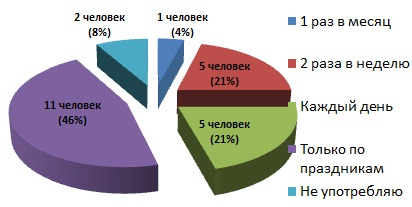 2 человек
(8%)
1 человек
(4%)
5 человек
(21%)
5 человек
(21%)
11 человек
(46%)
1 раз в месяц
2 раза в неделю
Каждый день
Только по
праздникам
Не употребляю